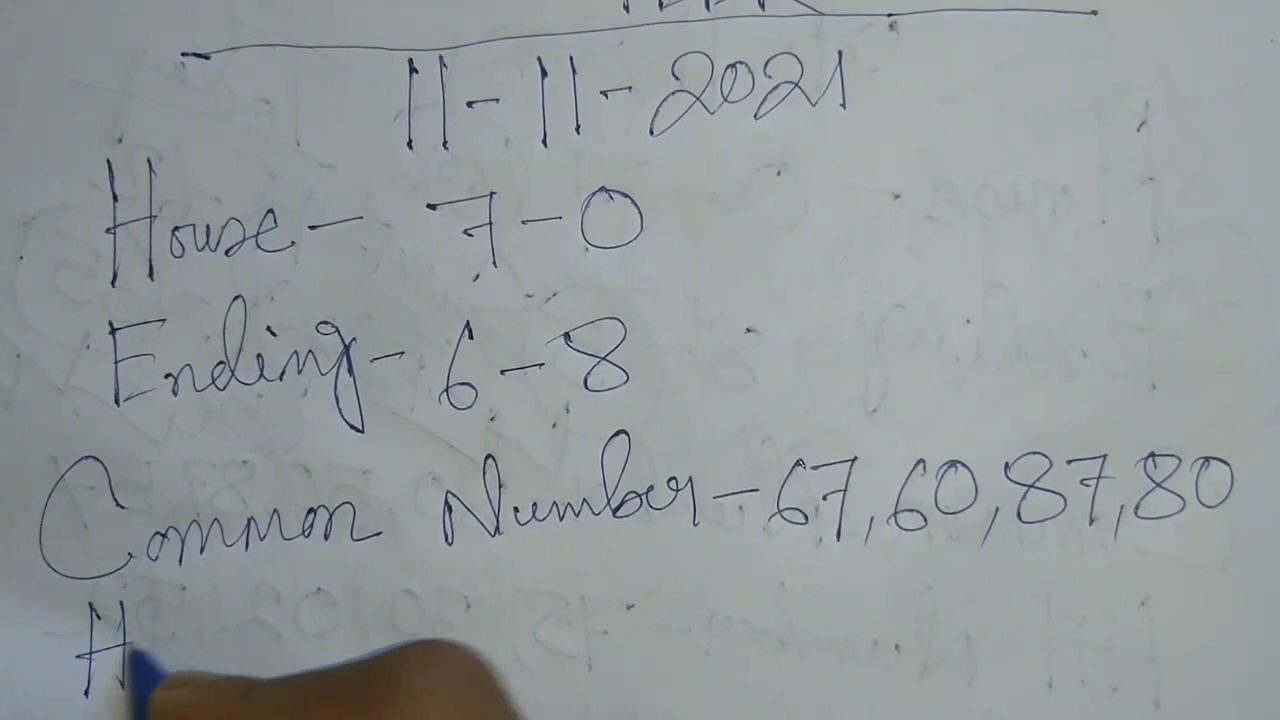 11-11-2021
House- 7-0
Ending- 6-8
Common Number-67,60,87,80
H